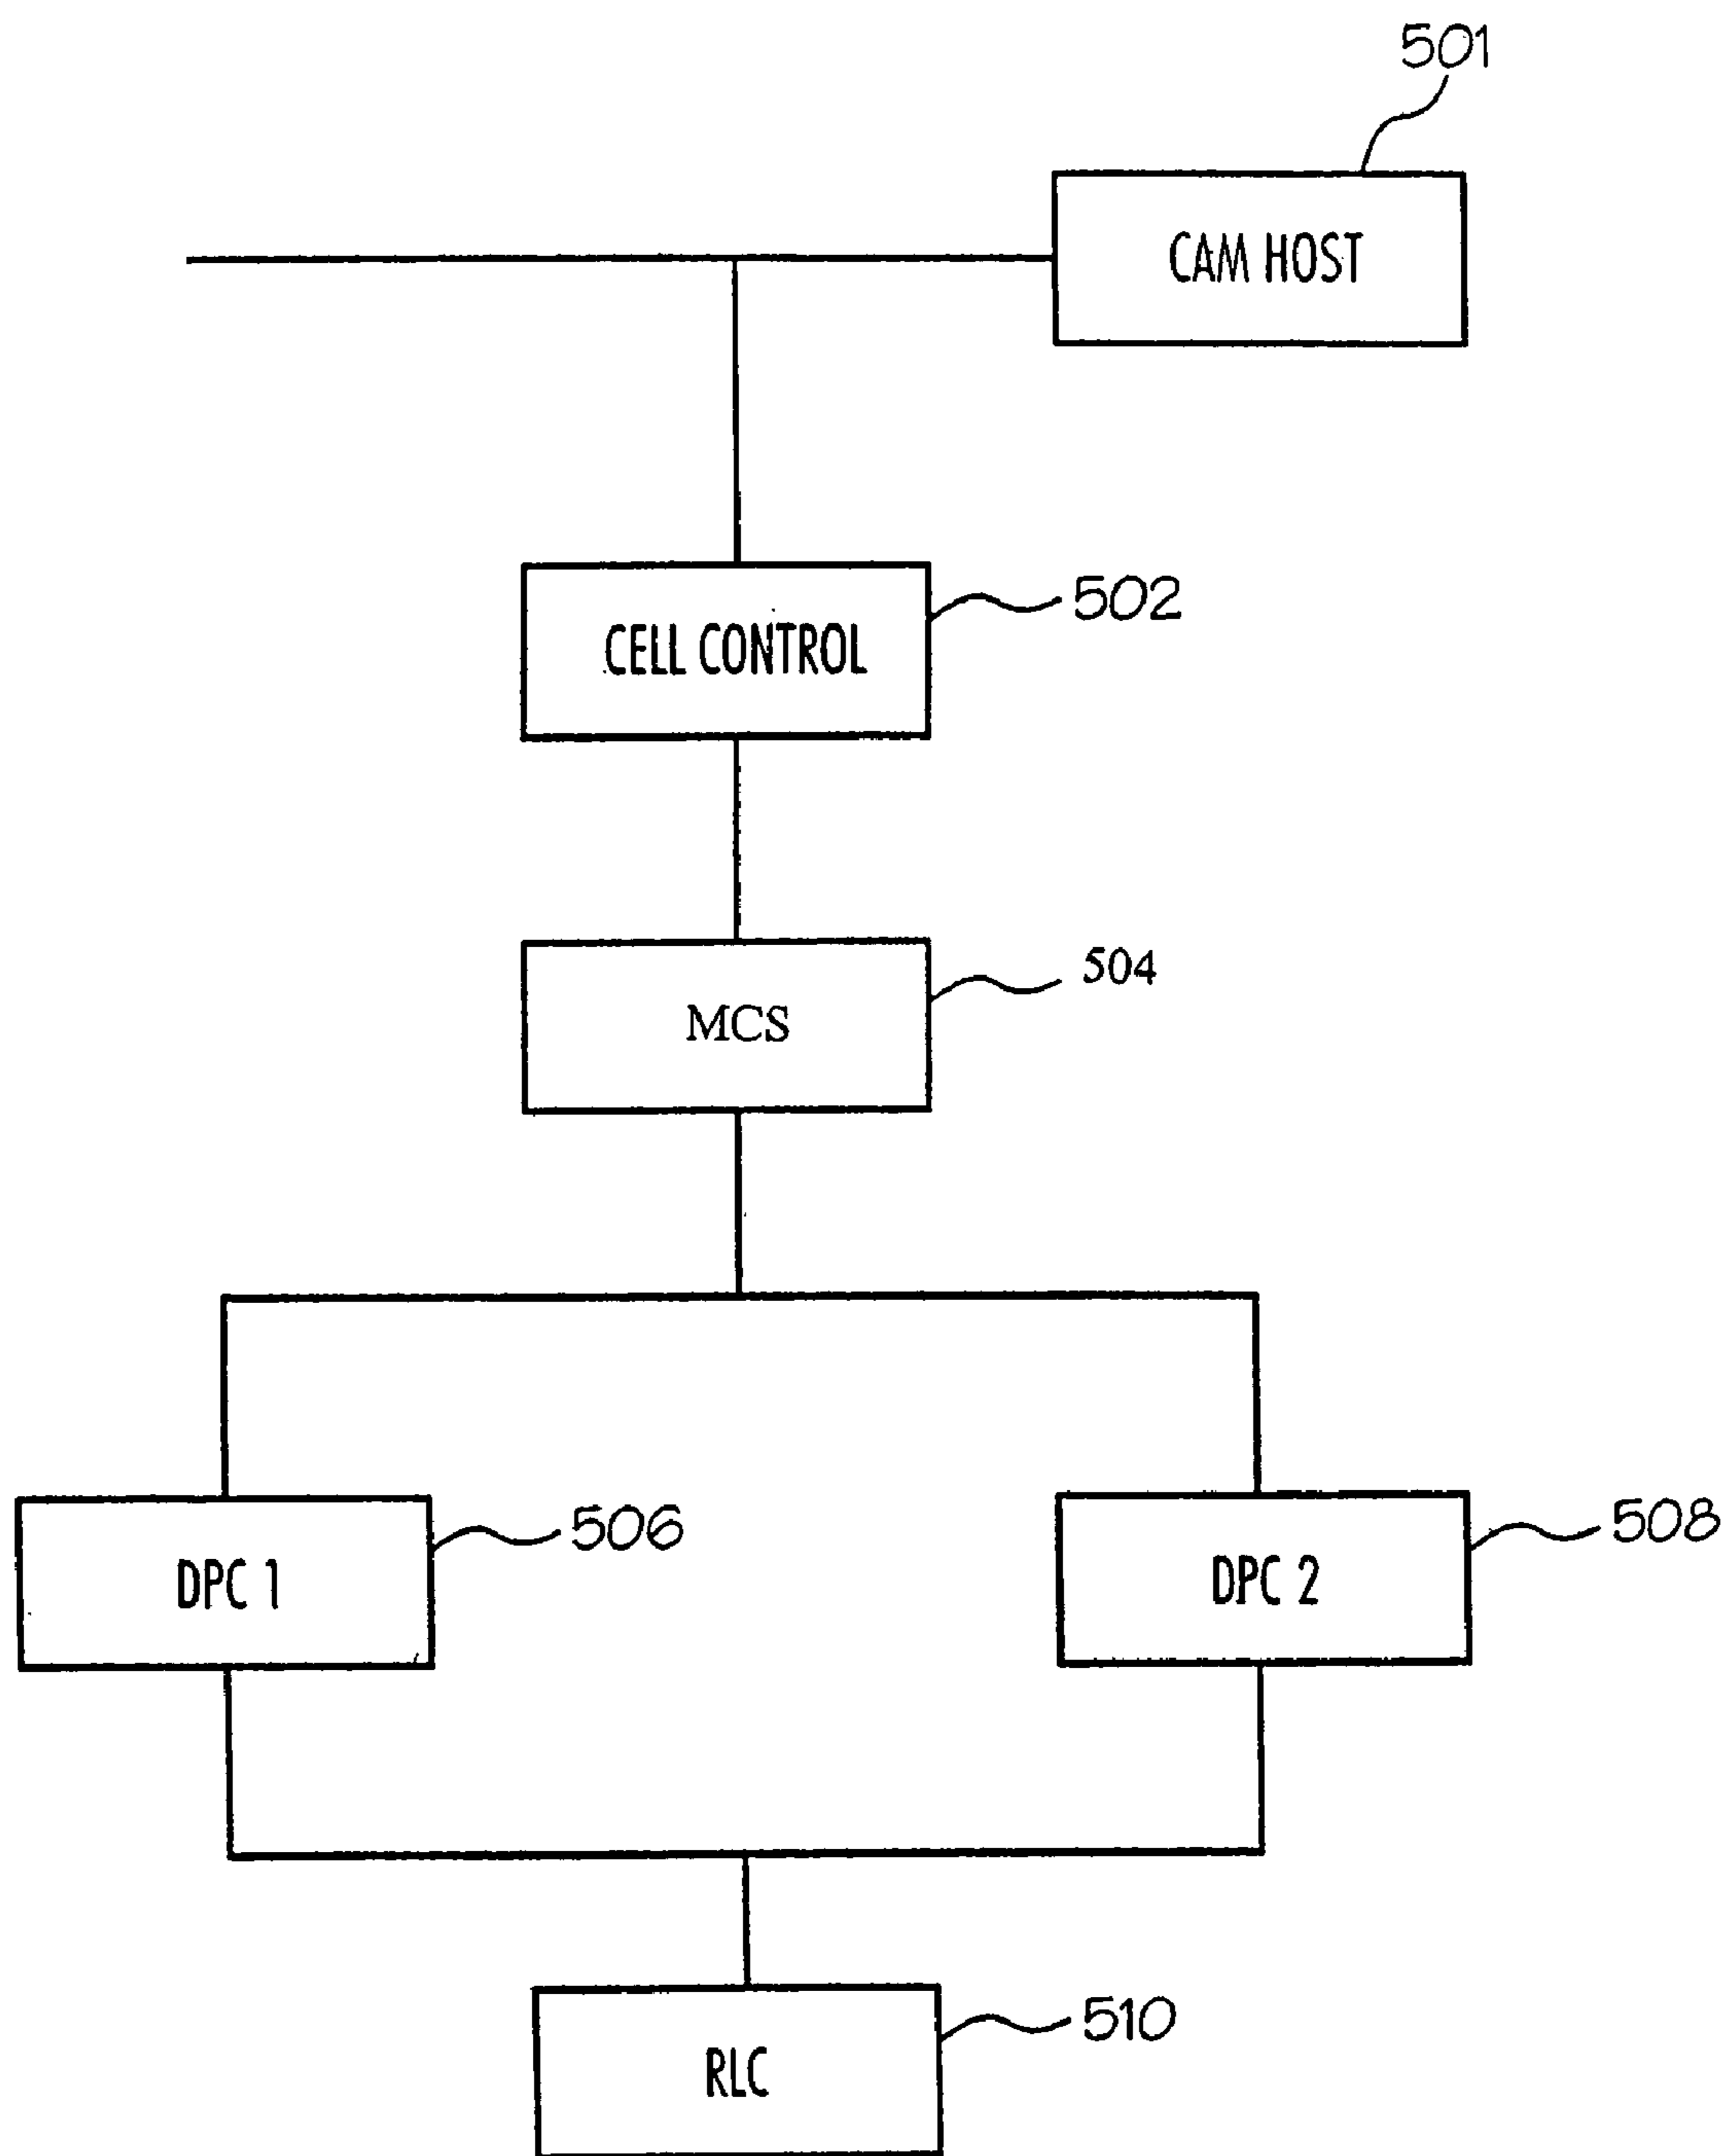 501
CAM HOST
CELL CONTROL
502
MCS
504
DPC 1
506
DPC 2
508
RLC
510